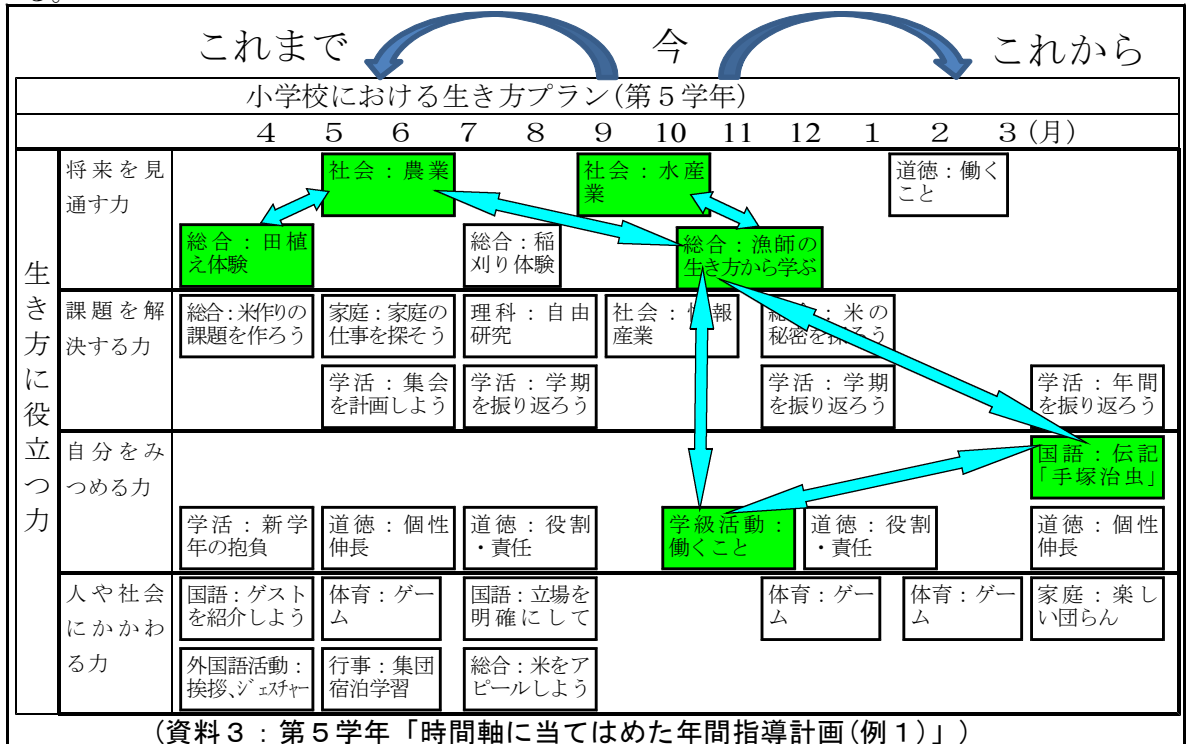 る。
これまで　今　これから
小学校における生き方プラン(第５学年)
４　５　６　７　８　９　10　11　12　１　２　３(月)
生き方に役立つ力
将来を見
通す力
社会：農業
社会：水産
業
道徳：働く
こと
総合：田植
え体験
総合：稲
刈り体験
総合：漁師の
生き方から学ぶ
課題を解
決する力
総合：米作りの
課題を作ろう
家庭：家庭の
仕事を探そう
理科：自由
研究
社会：情報
産業
総合：米の
秘密を探ろう
学活：集会
を計画しよう
学活：学期
を振り返ろう
学活：学期
を振り返ろう
学活：年間
を振り返ろう
自分をみ
つめる力
国語：伝記
「手塚治虫」
学活：新学
年の抱負
道徳：個性
伸長
道徳：役割
・責任
学級活動：
働くこと
道徳：役割
・責任
道徳：個性
伸長
人や社会
にかかわ
る力
国語：ゲスト
を紹介しよう
体育：ゲー
ム
国語：立場を
明確にして
体育：ゲー
ム
体育：ゲー
ム
家庭：楽し
い団らん
外国語活動：
挨拶、ｼﾞｪｽﾁｬｰ
行事：集団
宿泊学習
総合：米をア
ピールしよう
(資料３：第５学年「時間軸に当てはめた年間指導計画(例１)」)